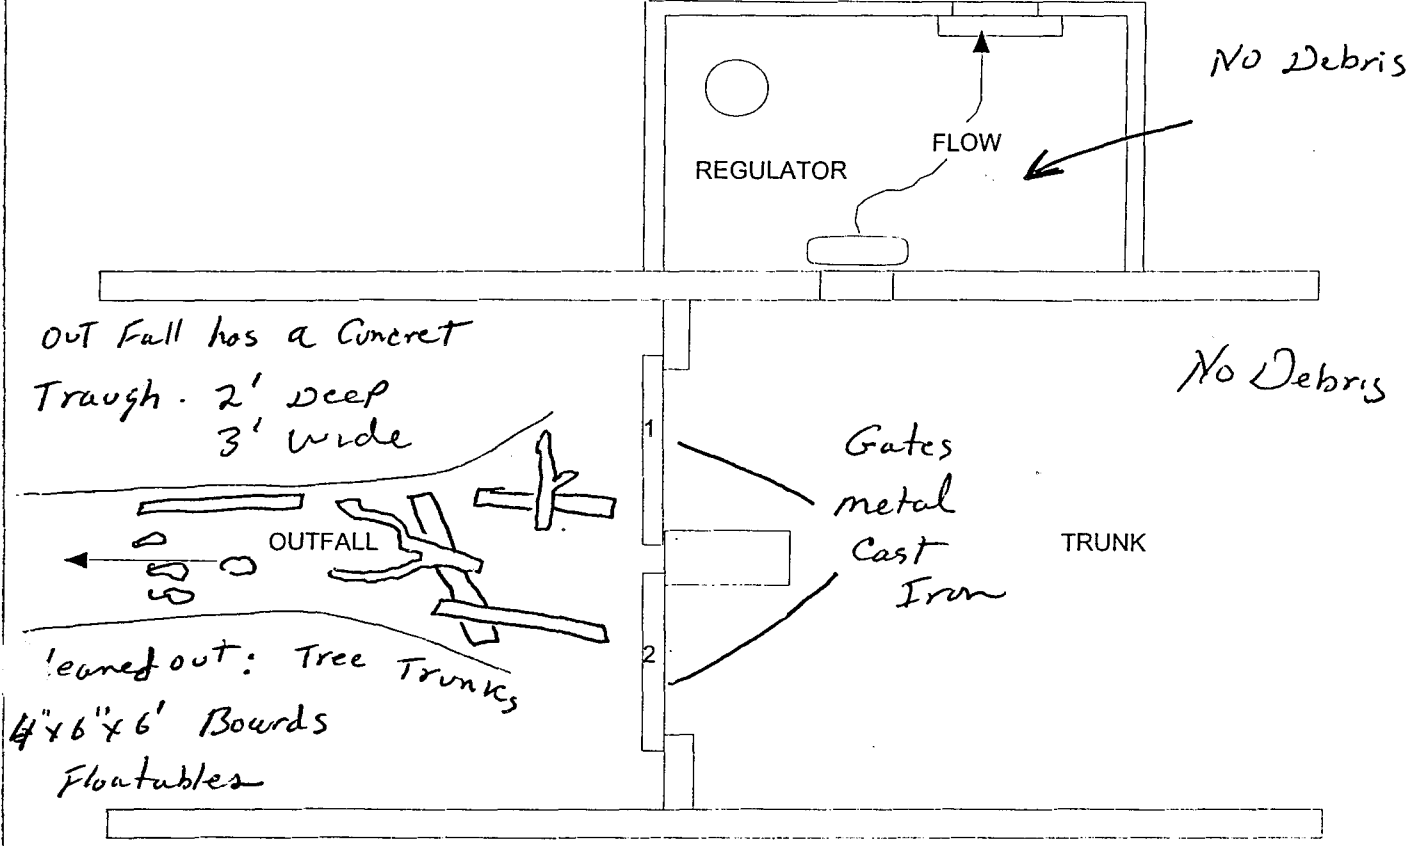 No Debris
FLOW
REGULATOR
OUT Fall has a Concret
Traugh. 2' Deep
3' wide
No Debris
1
Gates
metal
Cast
Iron
OUTFALL
TRUNK
2
'eaned out: Tree Trunks
4"x6"x6' Boards
Floatables